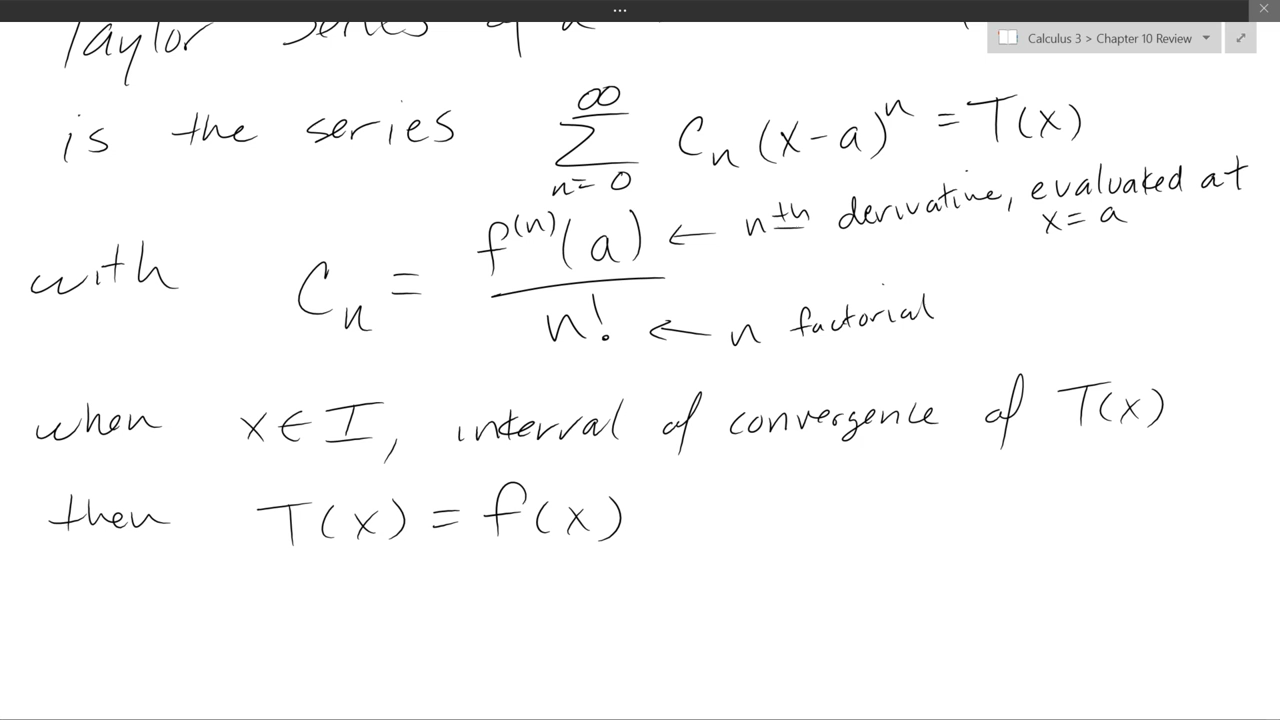 ...
Calculus 3 > Chapter 10 Review
Taylor Series of a
is the series ∑_{n=0}^{∞} C_n (x-a)^n = T(x)
with C_n = f^{(n)}(a) / n! ← nth derivative, evaluated at x=a
← n factorial
when x ∈ I, interval of convergence of T(x)
then T(x) = f(x)